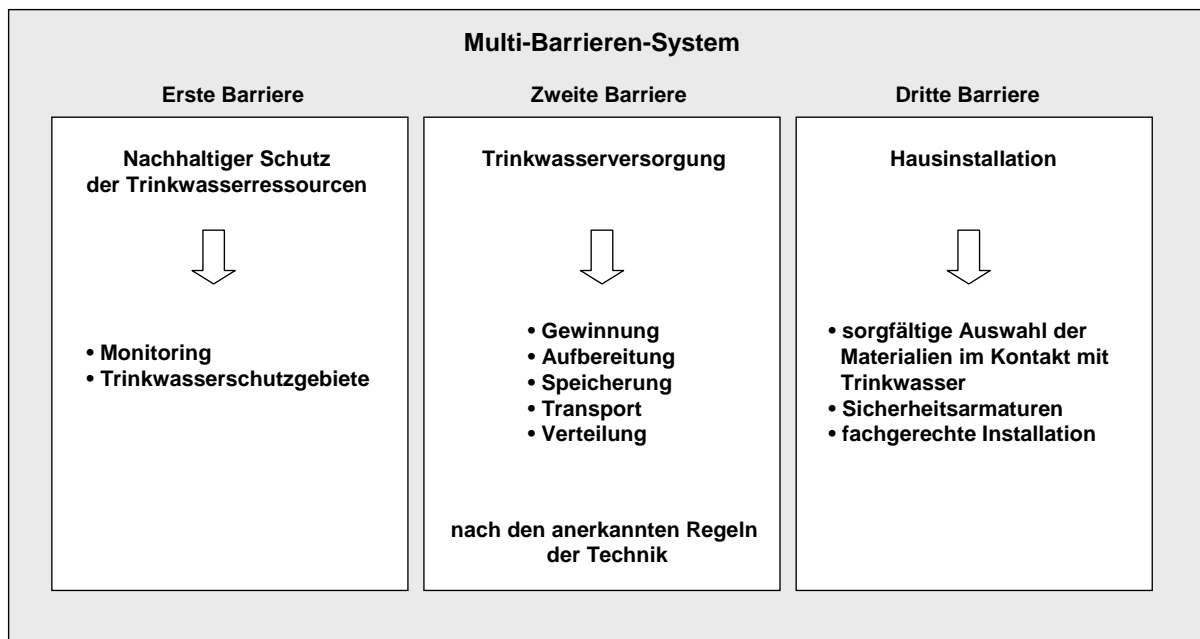 Multi-Barrieren-System
Erste Barriere
Nachhaltiger Schutz
der Trinkwasserressourcen
• Monitoring
• Trinkwasserschutzgebiete
Zweite Barriere
Trinkwasserversorgung
• Gewinnung
• Aufbereitung
• Speicherung
• Transport
• Verteilung
nach den anerkannten Regeln
der Technik
Dritte Barriere
Hausinstallation
• sorgfältige Auswahl der
Materialien im Kontakt mit
Trinkwasser
• Sicherheitsarmaturen
• fachgerechte Installation